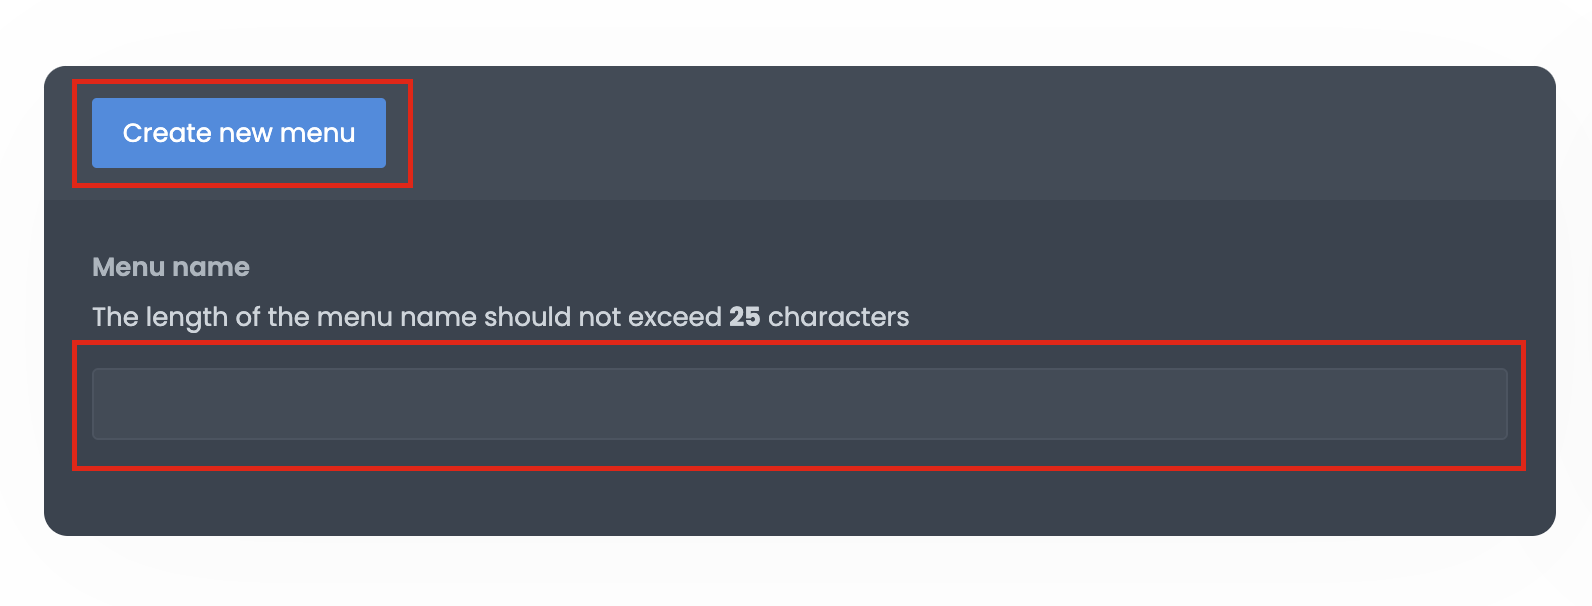 Create new menu
Menu name
The length of the menu name should not exceed 25 characters